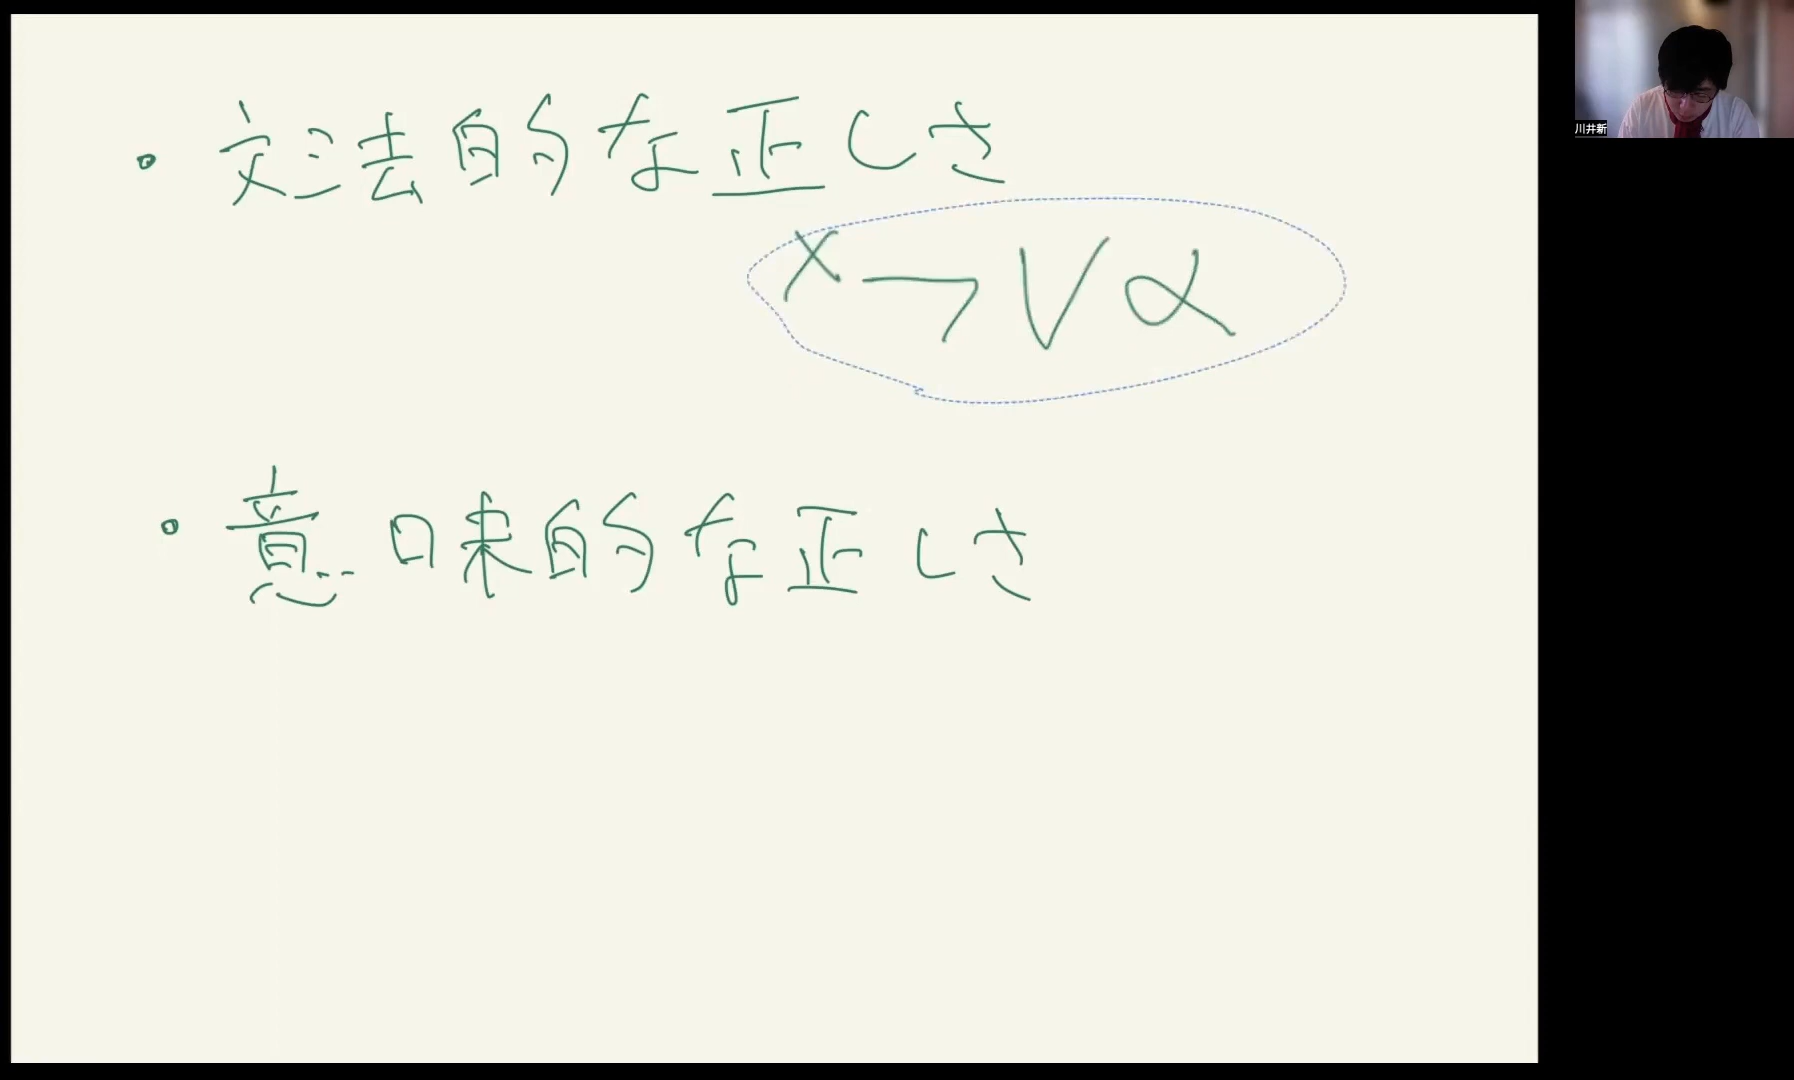 ・文法的な正しさ
x → ∨ α
・意味的な正しさ
川井新